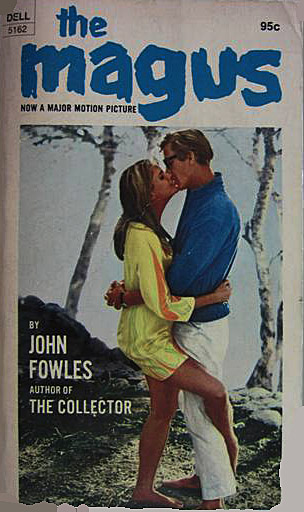 DELL
5162
95c
the
magus
NOW A MAJOR MOTION PICTURE
BY
JOHN
FOWLES
AUTHOR OF
THE COLLECTOR